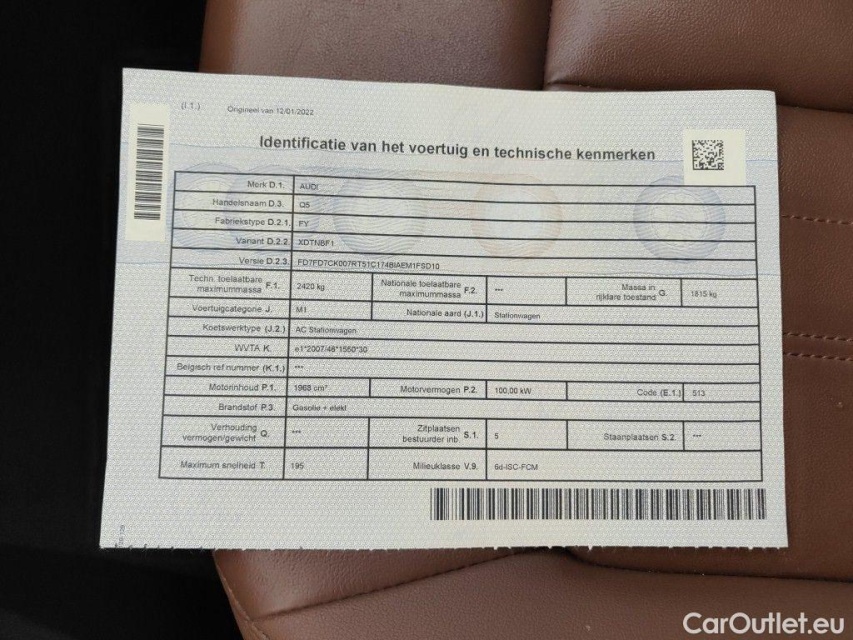 (I.1.) Origineel van 12/01/2022
Identificatie van het voertuig en technische kenmerken
Merk D.1. AUDI
Handelsnaam D.3. Q5
Fabriekstype D.2.1. FY
Variant D.2.2. XDTNBF1
Versie D.2.3. FD7FD7CK007RT51C174BIAEM1FSD10
Techn. toelaatbare maximummassa F.1. 2420 kg Nationale toelaatbare maximummassa F.2. --- Massa in rijklare toestand G. 1815 kg
Voertuigcategorie J. M1 Nationale aard (J.1.) Stationwagen
Koetswerktype (J.2.) AC Stationwagen
WVTA K. e1*2007/46*1550*30
Belgisch ref nummer (K.1.) ---
Motorinhoud P.1. 1968 cm³ Motorvermogen P.2. 100,00 kW Code (E.1.) 513
Brandstof P.3. Gasolie + elekt
Verhouding vermogen/gewicht Q. --- Zitplaatsen bestuurder inb. S.1. 5 Staanplaatsen S.2 ---
Maximum snelheid T. 195 Milieuklasse V.9. 6d-ISC-FCM
CarOutlet.eu